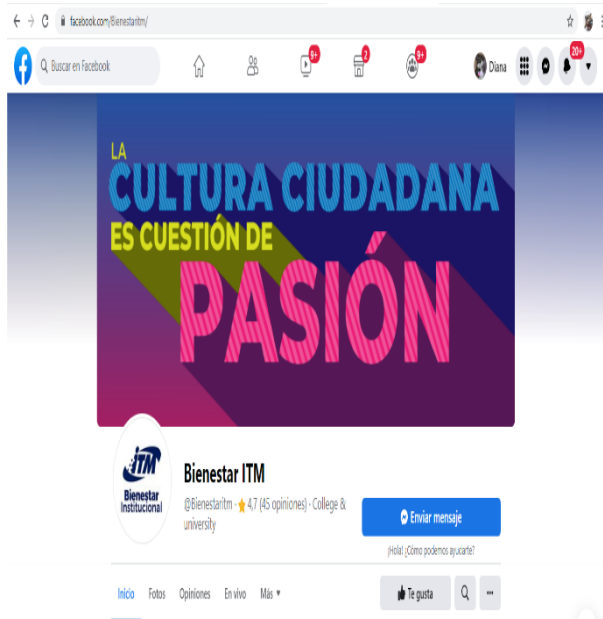 facebook.com/Bienestaritm/
Buscar en Facebook
9+
2
9+
Diana
20+
LA
CULTURA CIUDADANA
ES CUESTIÓN DE
PASIÓN
iTM
Bienestar
Institucional
Bienestar ITM
@Bienestaritm · 4,7 (45 opiniones) · College &
university
Enviar mensaje
¡Hola! ¿Cómo podemos ayudarte?
Inicio Fotos Opiniones En vivo Más
Te gusta